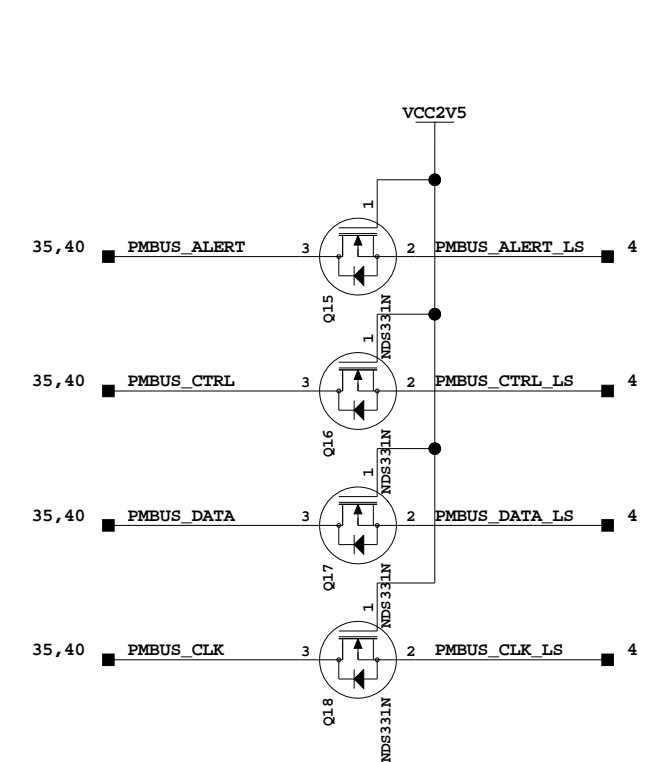 VCC2V5
1
35,40 PMBUS_ALERT 3 2 PMBUS_ALERT_LS 4
Q15 NDS331N
1
35,40 PMBUS_CTRL 3 2 PMBUS_CTRL_LS 4
Q16 NDS331N
1
35,40 PMBUS_DATA 3 2 PMBUS_DATA_LS 4
Q17 NDS331N
1
35,40 PMBUS_CLK 3 2 PMBUS_CLK_LS 4
Q18 NDS331N